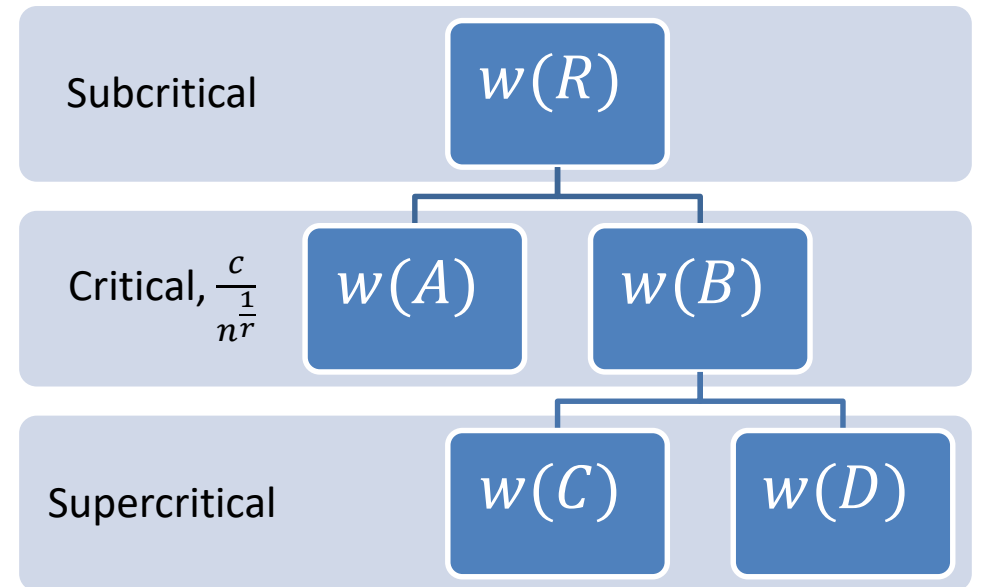 Subcritical
w(R)
Critical, c/n^(1/r)
w(A)
w(B)
Supercritical
w(C)
w(D)